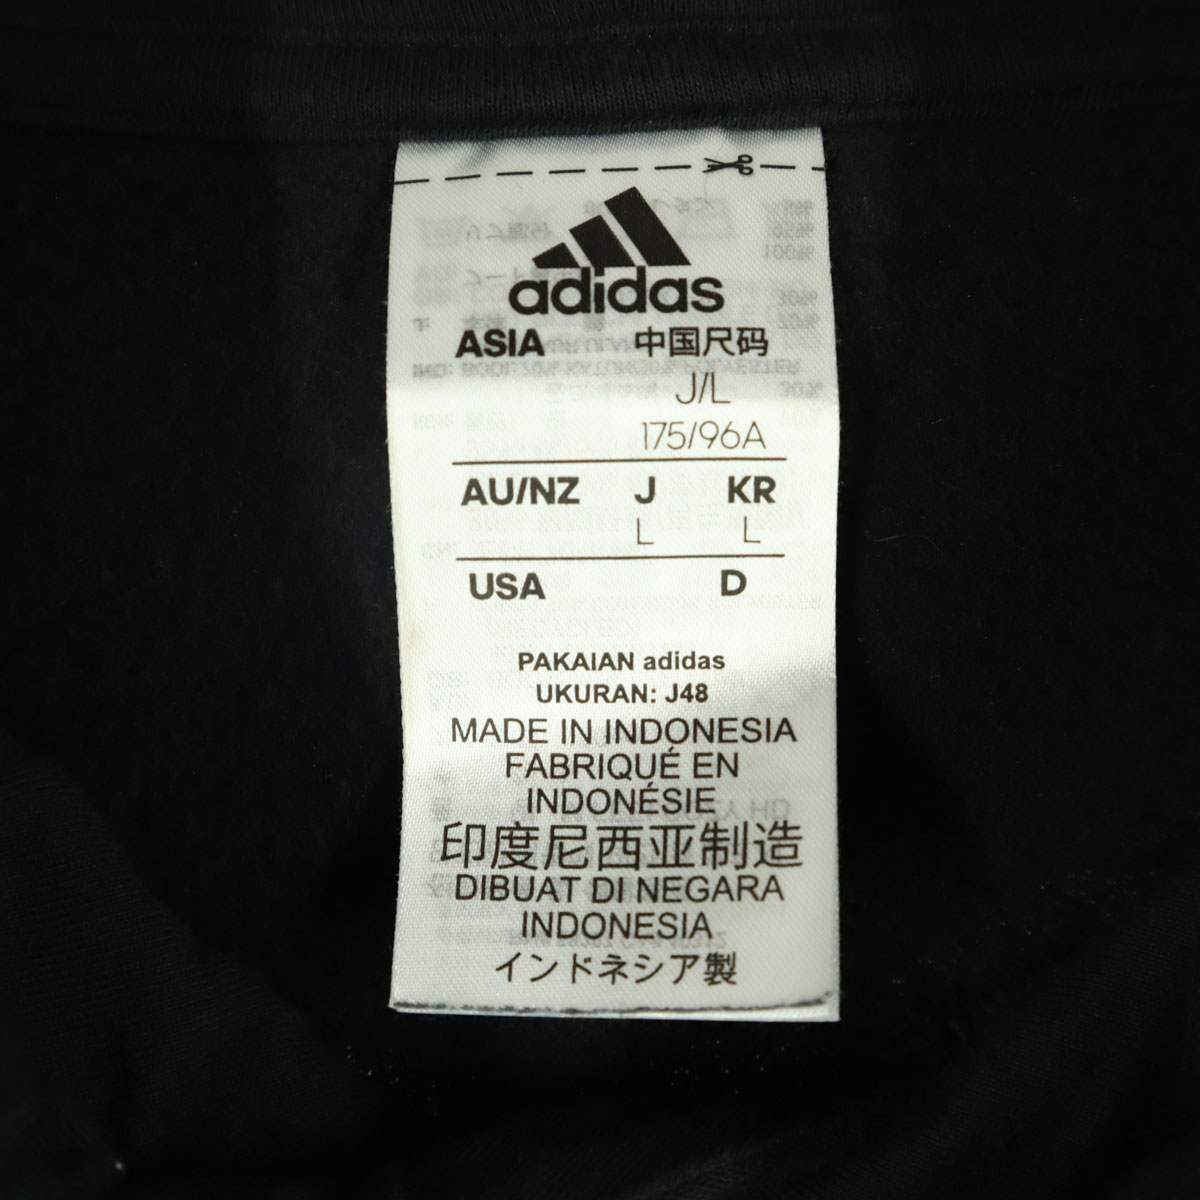 adidas
ASIA 中国尺码
J/L
175/96A
AU/NZ J KR
L L
USA D
PAKAIAN adidas
UKURAN: J48
MADE IN INDONESIA
FABRIQUÉ EN
INDONÉSIE
印度尼西亚制造
DIBUAT DI NEGARA
INDONESIA
インドネシア製